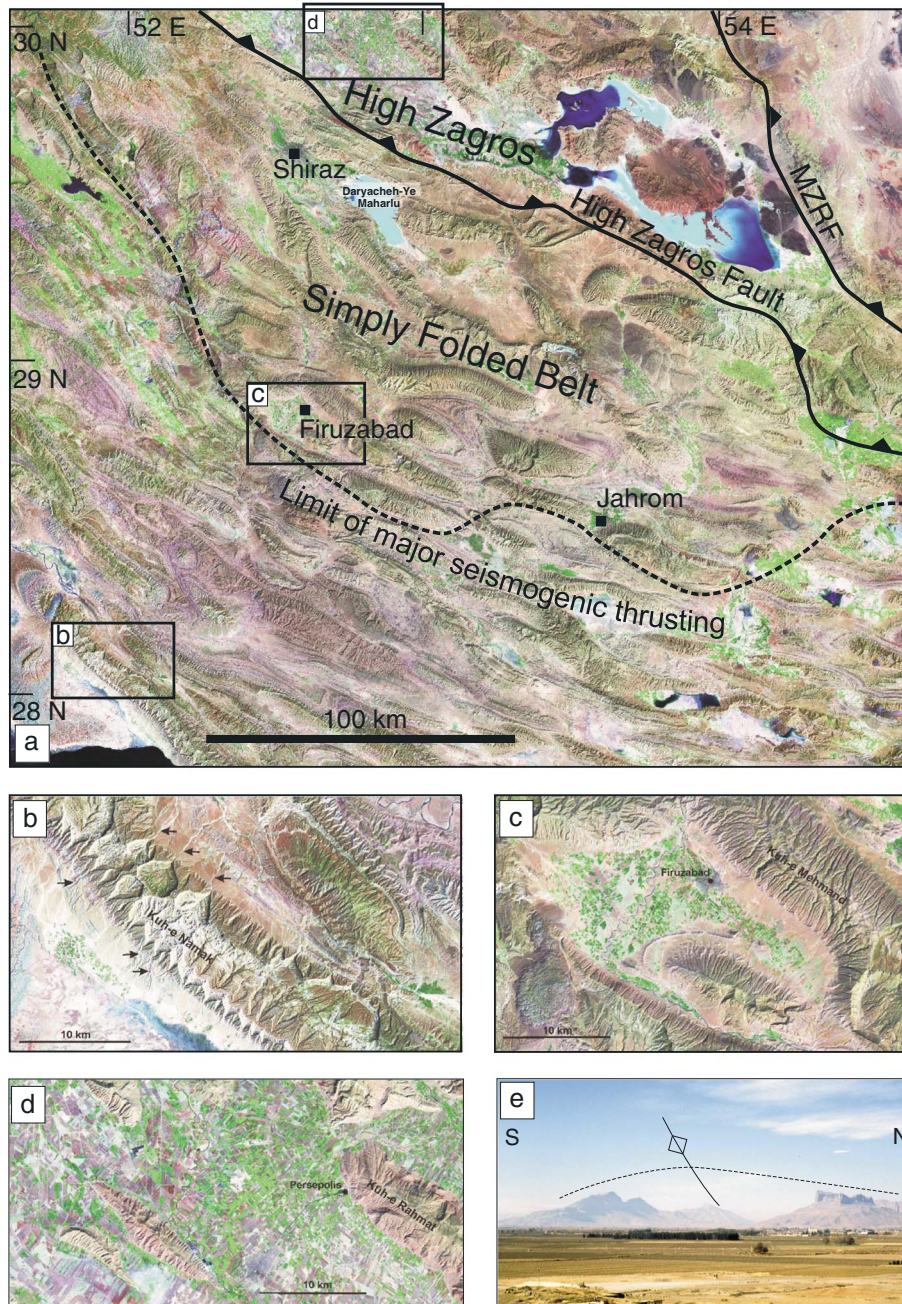 30 N
52 E
d
54 E
High Zagros
Shiraz
Daryacheh-Ye
Maharlu
High Zagros Fault
MZRF
Simply Folded Belt
29 N
c
Firuzabad
Jahrom
Limit of major seismogenic thrusting
b
28 N
a
100 km
b
Kuh-e Namak
10 km
c
Firuzabad
Kuh-e Mehmand
10 km
d
Persepolis
Kuh-e Rahmat
10 km
e
S
N